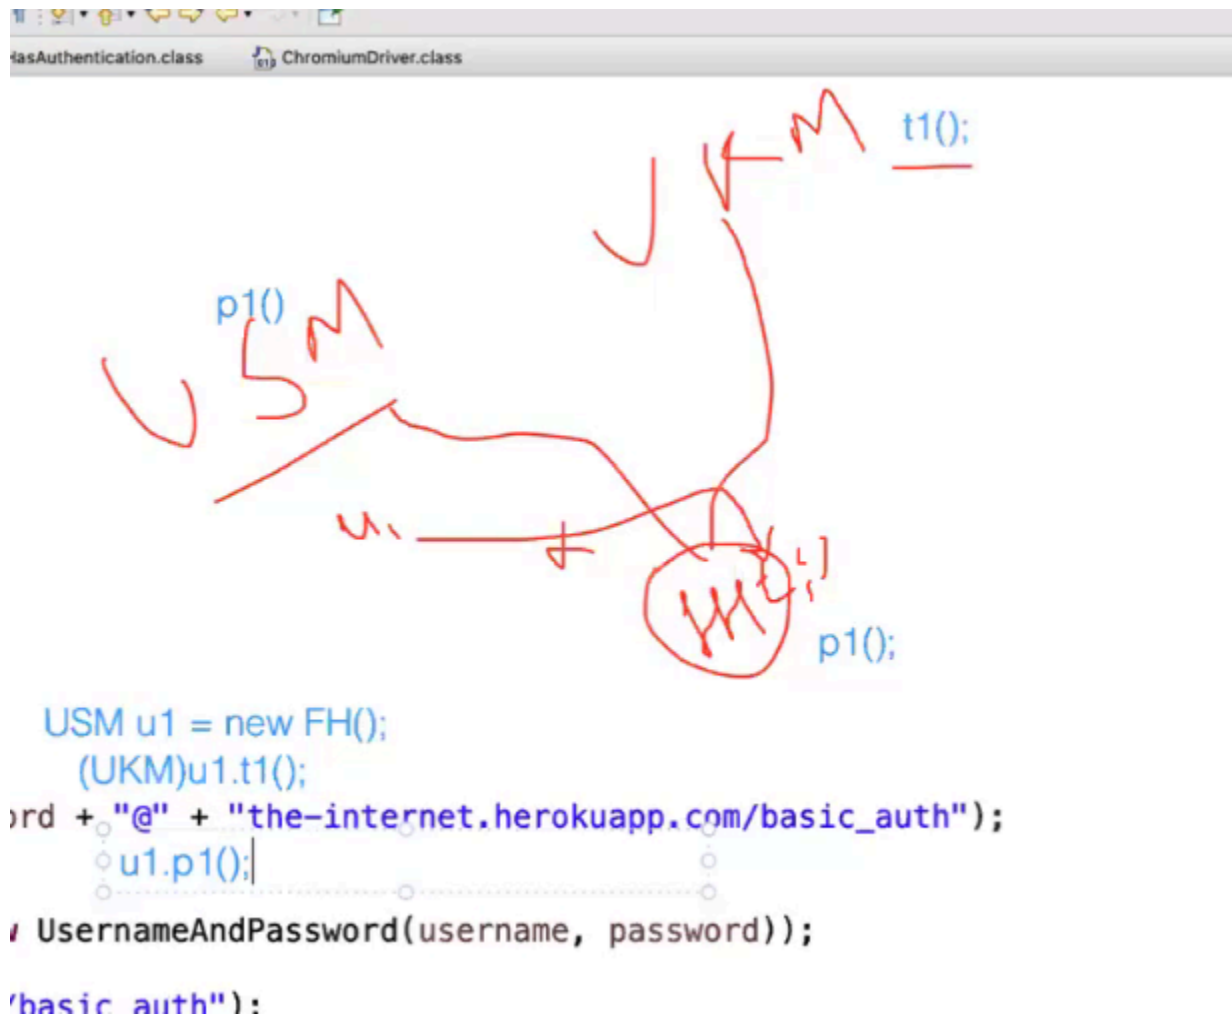 HasAuthentication.class ChromiumDriver.class
UKM t1();
p1()
USM
u1
FH
p1();
USM u1 = new FH();
(UKM)u1.t1();
ord + "@" + "the-internet.herokuapp.com/basic_auth");
u1.p1();
w UsernameAndPassword(username, password));
/basic_auth");